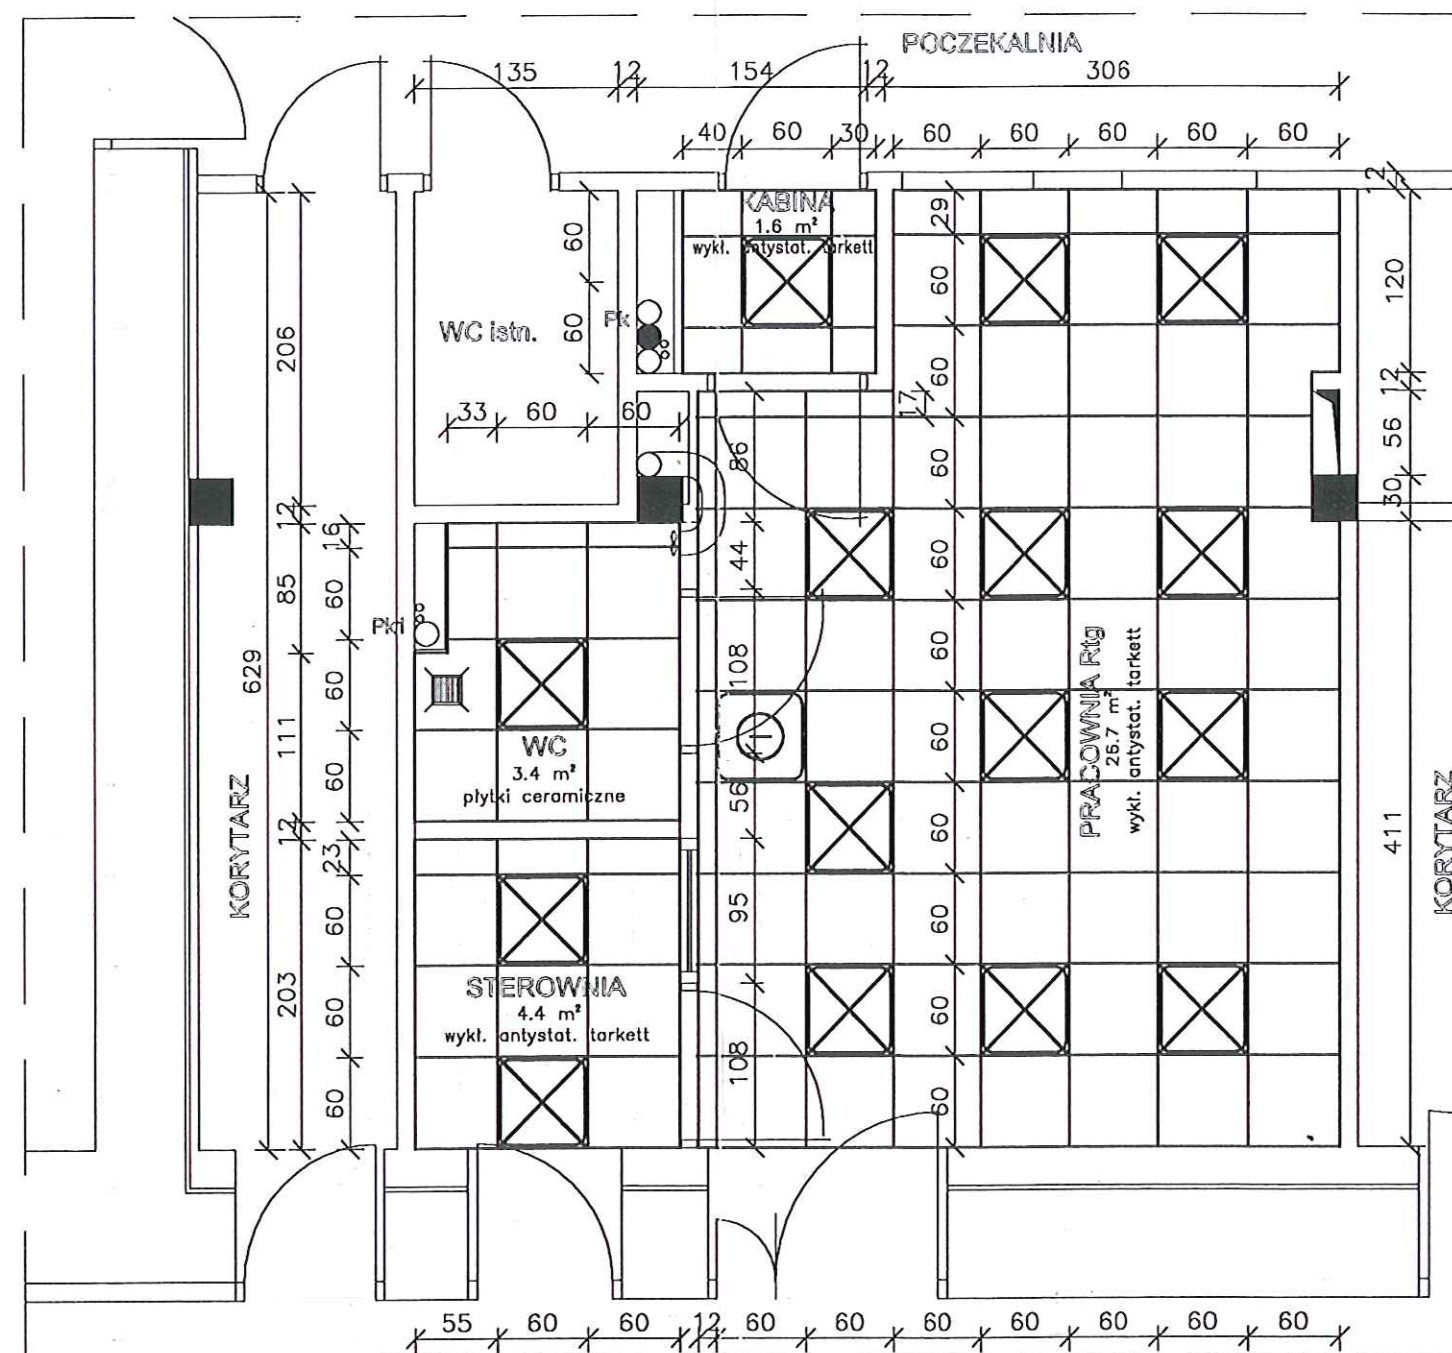 POCZEKALNIA
135 12 154 12 306
40 60 30 60 60 60 60 60
12
KABINA
1.6 m²
wykł. antystat. tarkett
29
60
60
60
60
60
60
60
60
60
60
120
12
56
30
411
60
60
WC istn.
Pk
33 60 60
17
206
12
85
111
12
203
629
16
60
60
60
23
60
60
60
86
44
108
56
95
108
Pki
WC
3.4 m²
płytki ceramiczne
STEROWNIA
4.4 m²
wykł. antystat. tarkett
PRACOWNIA Rtg
26.7 m²
wykł. antystat. tarkett
KORYTARZ
KORYTARZ
55 60 60 12 60 60 60 60 60 60 60